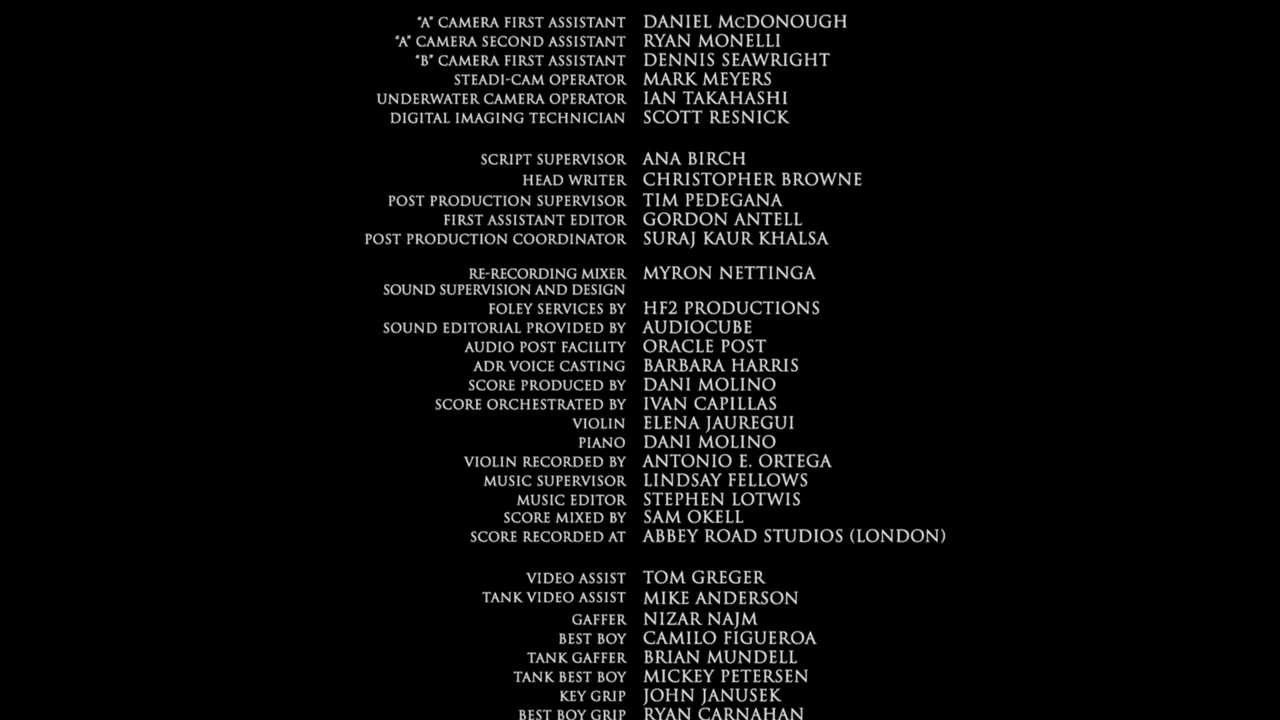 “A” CAMERA FIRST ASSISTANT DANIEL McDONOUGH
“A” CAMERA SECOND ASSISTANT RYAN MONELLI
“B” CAMERA FIRST ASSISTANT DENNIS SEAWRIGHT
STEADI-CAM OPERATOR MARK MEYERS
UNDERWATER CAMERA OPERATOR IAN TAKAHASHI
DIGITAL IMAGING TECHNICIAN SCOTT RESNICK
SCRIPT SUPERVISOR ANA BIRCH
HEAD WRITER CHRISTOPHER BROWNE
POST PRODUCTION SUPERVISOR TIM PEDEGANA
FIRST ASSISTANT EDITOR GORDON ANTELL
POST PRODUCTION COORDINATOR SURAJ KAUR KHALSA
RE-RECORDING MIXER MYRON NETTINGA
SOUND SUPERVISION AND DESIGN
FOLEY SERVICES BY HF2 PRODUCTIONS
SOUND EDITORIAL PROVIDED BY AUDIOCUBE
AUDIO POST FACILITY ORACLE POST
ADR VOICE CASTING BARBARA HARRIS
SCORE PRODUCED BY DANI MOLINO
SCORE ORCHESTRATED BY IVAN CAPILLAS
VIOLIN ELENA JAUREGUI
PIANO DANI MOLINO
VIOLIN RECORDED BY ANTONIO E. ORTEGA
MUSIC SUPERVISOR LINDSAY FELLOWS
MUSIC EDITOR STEPHEN LOTWIS
SCORE MIXED BY SAM OKELL
SCORE RECORDED AT ABBEY ROAD STUDIOS (LONDON)
VIDEO ASSIST TOM GREGER
TANK VIDEO ASSIST MIKE ANDERSON
GAFFER NIZAR NAJM
BEST BOY CAMILO FIGUEROA
TANK GAFFER BRIAN MUNDELL
TANK BEST BOY MICKEY PETERSEN
KEY GRIP JOHN JANUSEK
BEST BOY GRIP RYAN CARNAHAN